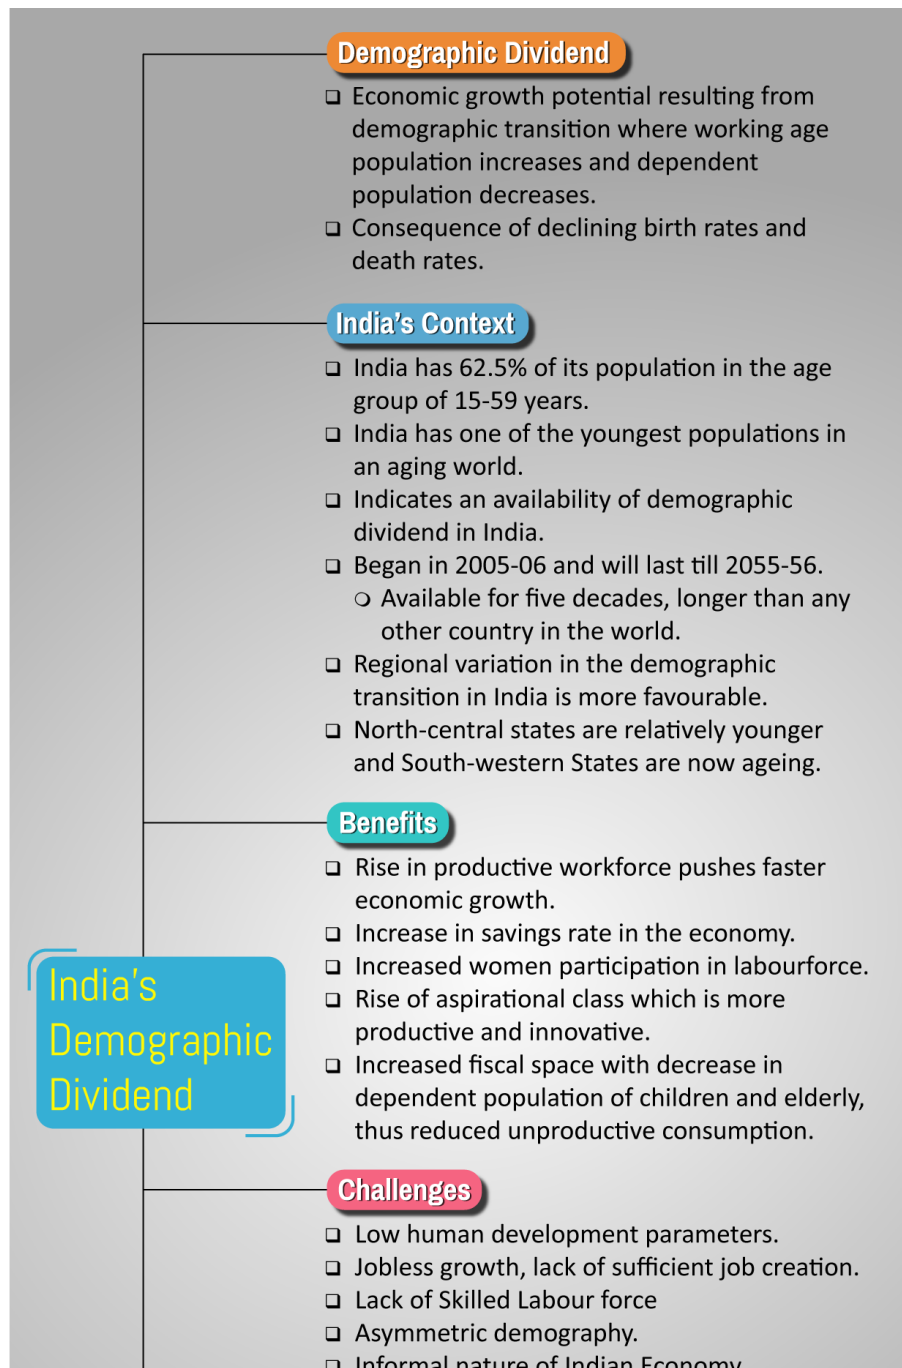 Demographic Dividend
❑ Economic growth potential resulting from
demographic transition where working age
population increases and dependent
population decreases.
❑ Consequence of declining birth rates and
death rates.
India's Context
❑ India has 62.5% of its population in the age
group of 15-59 years.
❑ India has one of the youngest populations in
an aging world.
❑ Indicates an availability of demographic
dividend in India.
❑ Began in 2005-06 and will last till 2055-56.
❍ Available for five decades, longer than any
other country in the world.
❑ Regional variation in the demographic
transition in India is more favourable.
❑ North-central states are relatively younger
and South-western States are now ageing.
Benefits
❑ Rise in productive workforce pushes faster
economic growth.
❑ Increase in savings rate in the economy.
❑ Increased women participation in labourforce.
❑ Rise of aspirational class which is more
productive and innovative.
❑ Increased fiscal space with decrease in
dependent population of children and elderly,
thus reduced unproductive consumption.
India's
Demographic
Dividend
Challenges
❑ Low human development parameters.
❑ Jobless growth, lack of sufficient job creation.
❑ Lack of Skilled Labour force
❑ Asymmetric demography.
❑ Informal nature of Indian Economy